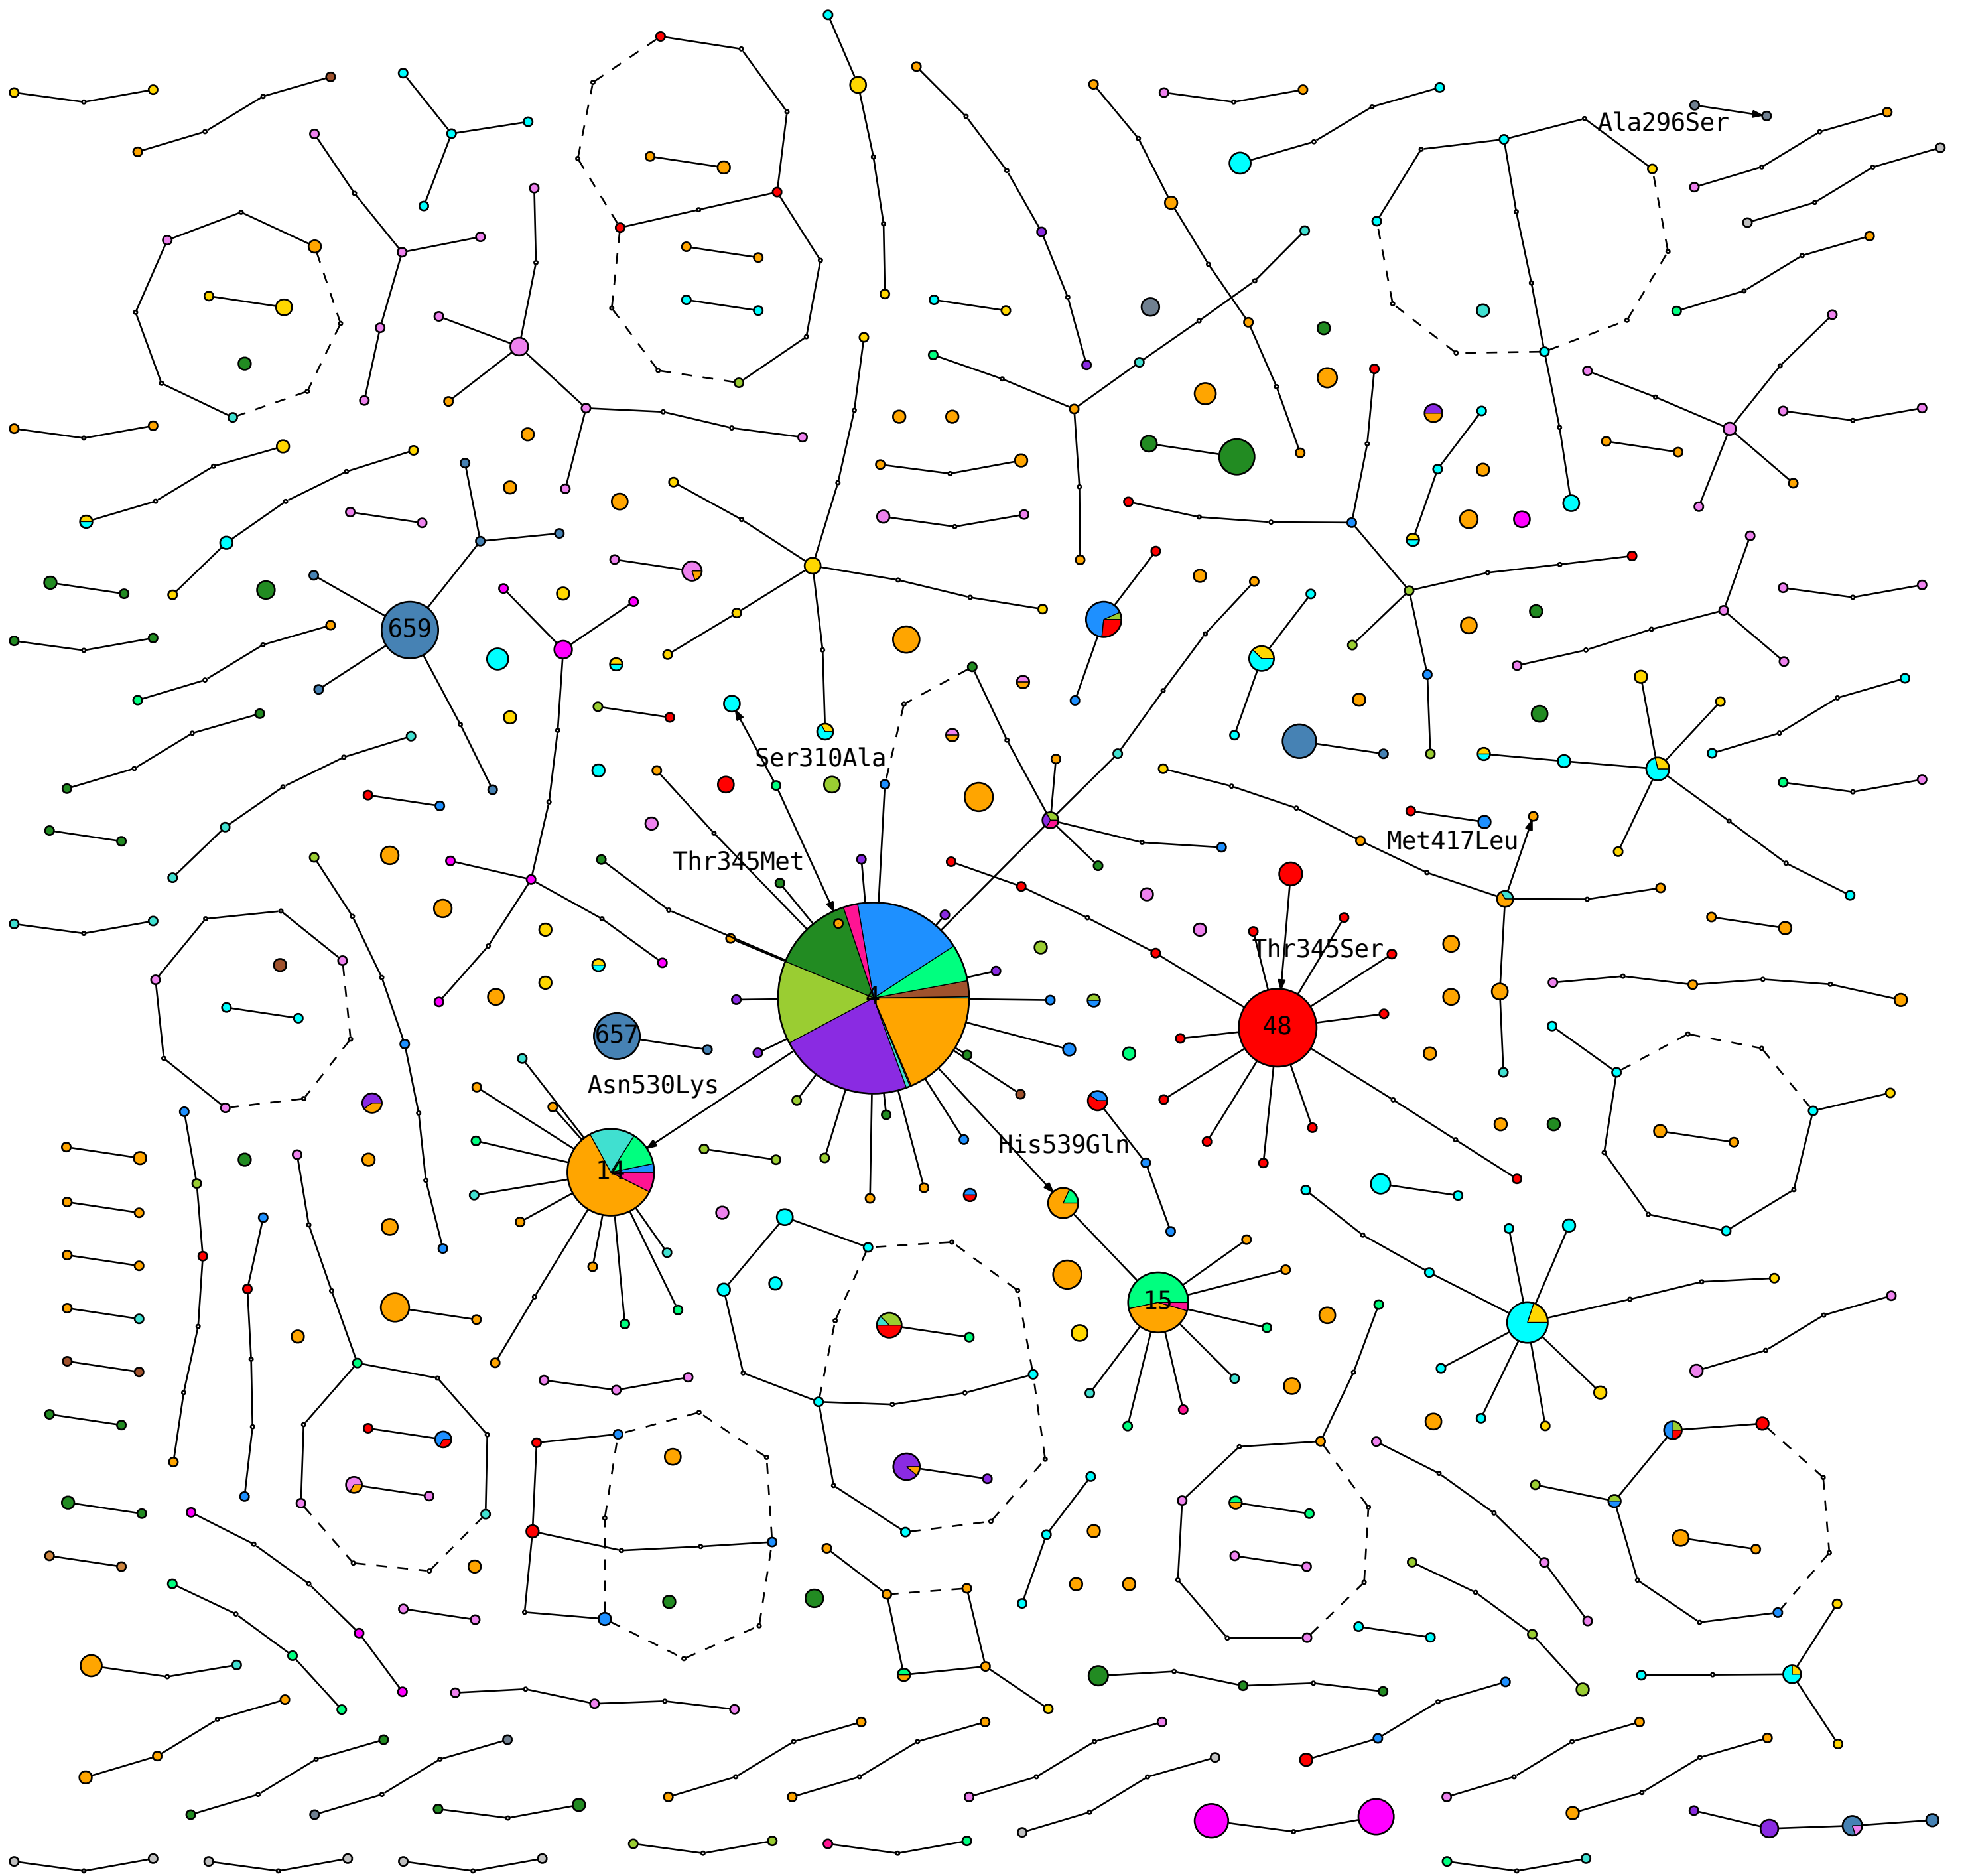 Ala296Ser
659
Ser310Ala
Met417Leu
Thr345Met
Thr345Ser
4
48
657
Asn530Lys
His539Gln
14
15